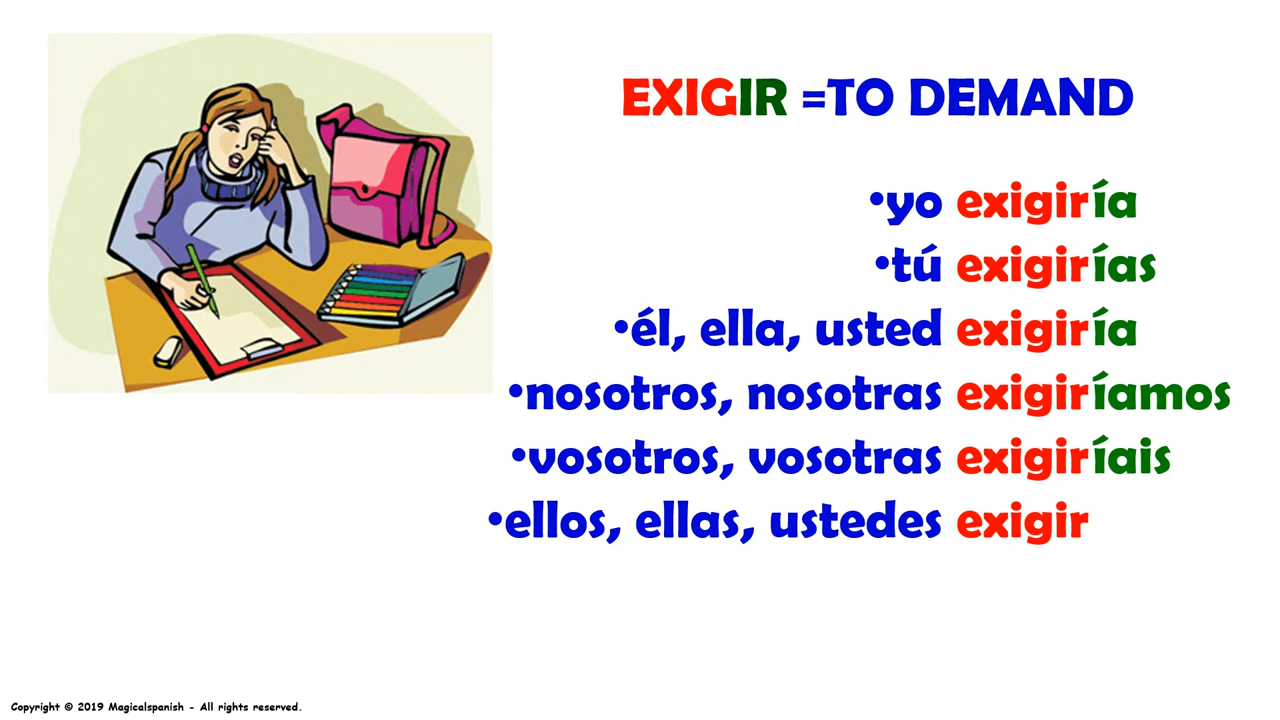 EXIGIR =TO DEMAND
•yo exigiría
•tú exigirías
•él, ella, usted exigiría
•nosotros, nosotras exigiríamos
•vosotros, vosotras exigiríais
•ellos, ellas, ustedes exigir
Copyright © 2019 Magicalspanish - All rights reserved.